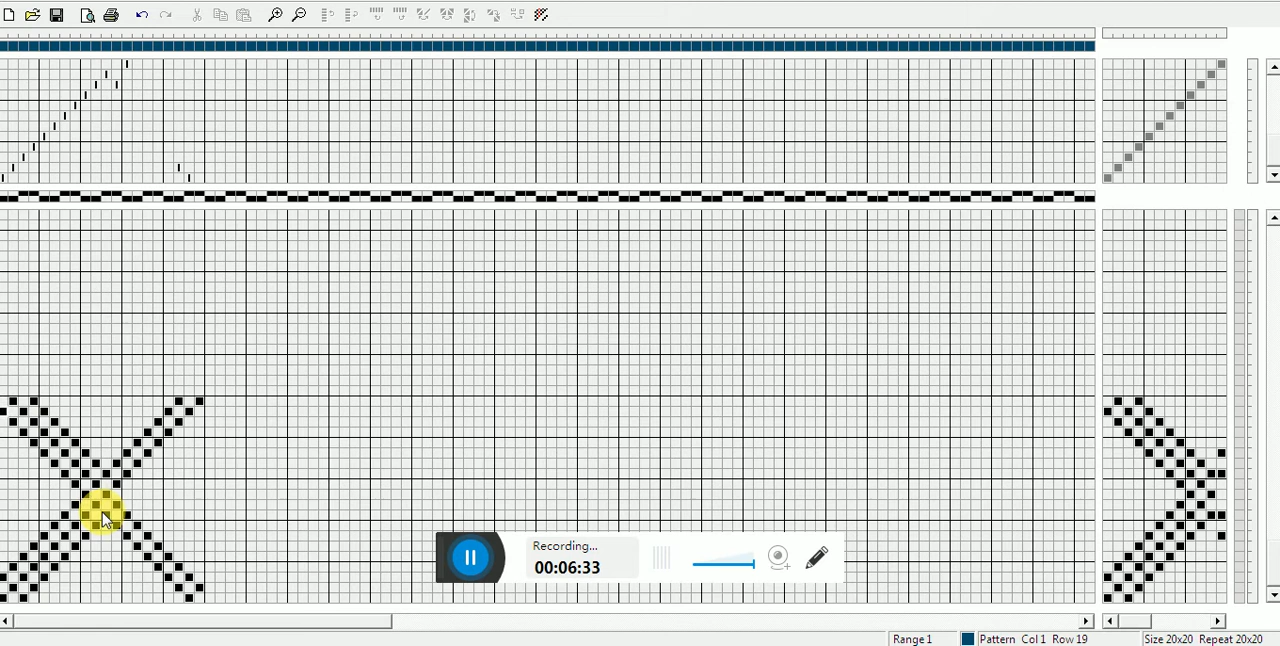 Recording...
00:06:33
Range 1 Pattern Col 1 Row 19 Size 20x20 Repeat 20x20